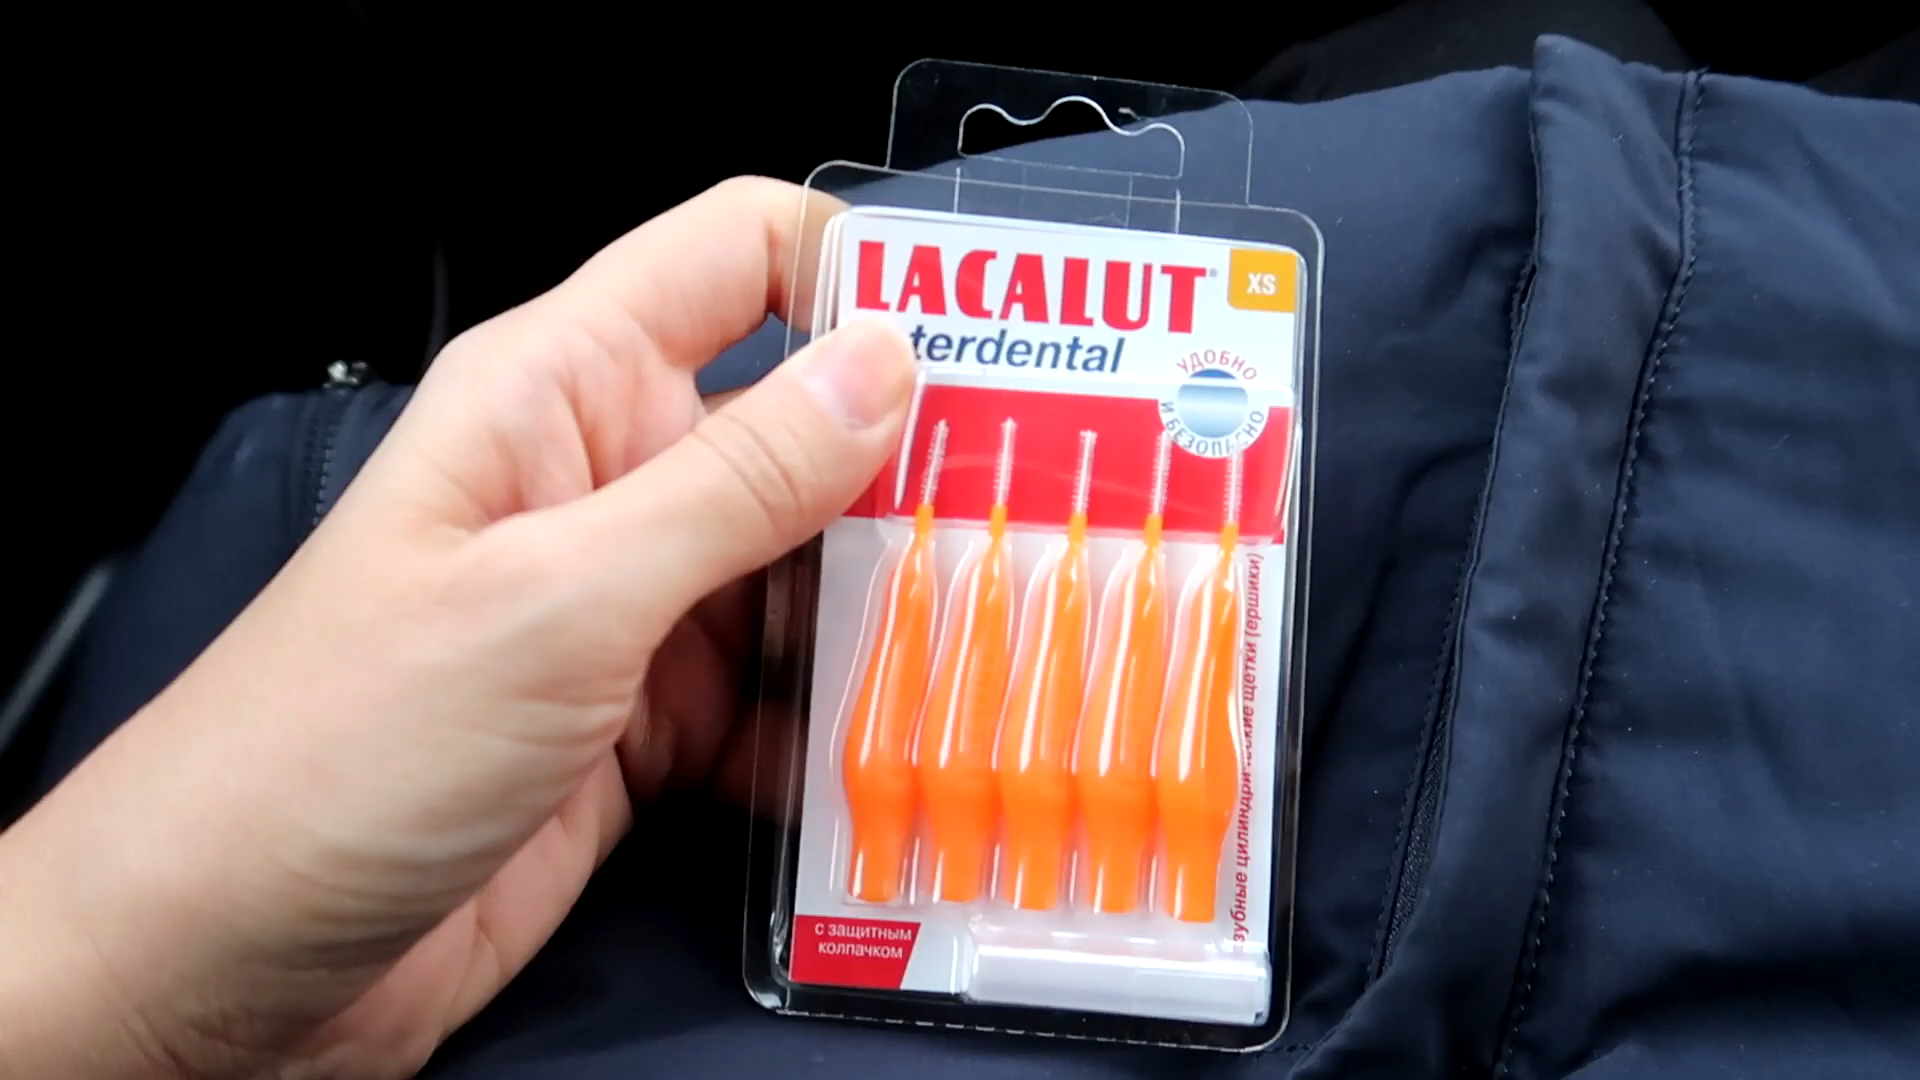 LACALUT®
XS
terdental
УДОБНО
И БЕЗОПАСНО
зубные цилиндрические щетки (ершики)
с защитным
колпачком